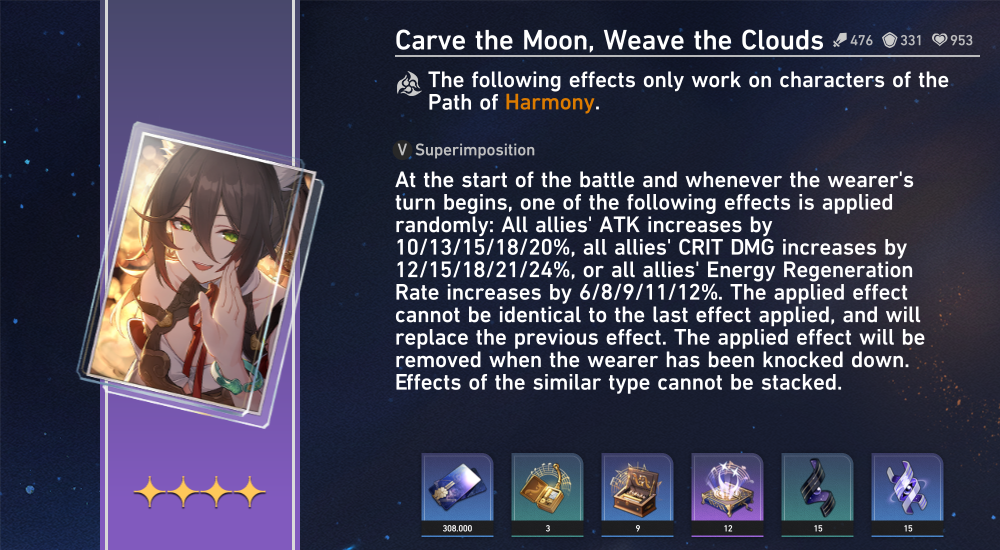 Carve the Moon, Weave the Clouds 476 331 953
The following effects only work on characters of the
Path of Harmony.
V Superimposition
At the start of the battle and whenever the wearer's
turn begins, one of the following effects is applied
randomly: All allies' ATK increases by
10/13/15/18/20%, all allies' CRIT DMG increases by
12/15/18/21/24%, or all allies' Energy Regeneration
Rate increases by 6/8/9/11/12%. The applied effect
cannot be identical to the last effect applied, and will
replace the previous effect. The applied effect will be
removed when the wearer has been knocked down.
Effects of the similar type cannot be stacked.
308.000 3 9 12 15 15